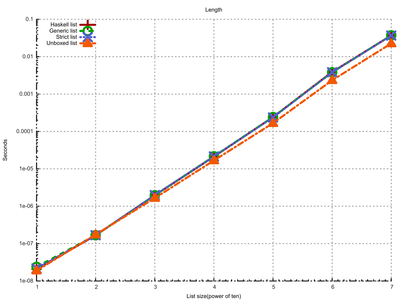 Length
Haskell list
Generic list
Strict list
Unboxed list
0.1
0.01
0.001
0.0001
1e-05
1e-06
1e-07
1e-08
Seconds
1 2 3 4 5 6 7
List size(power of ten)